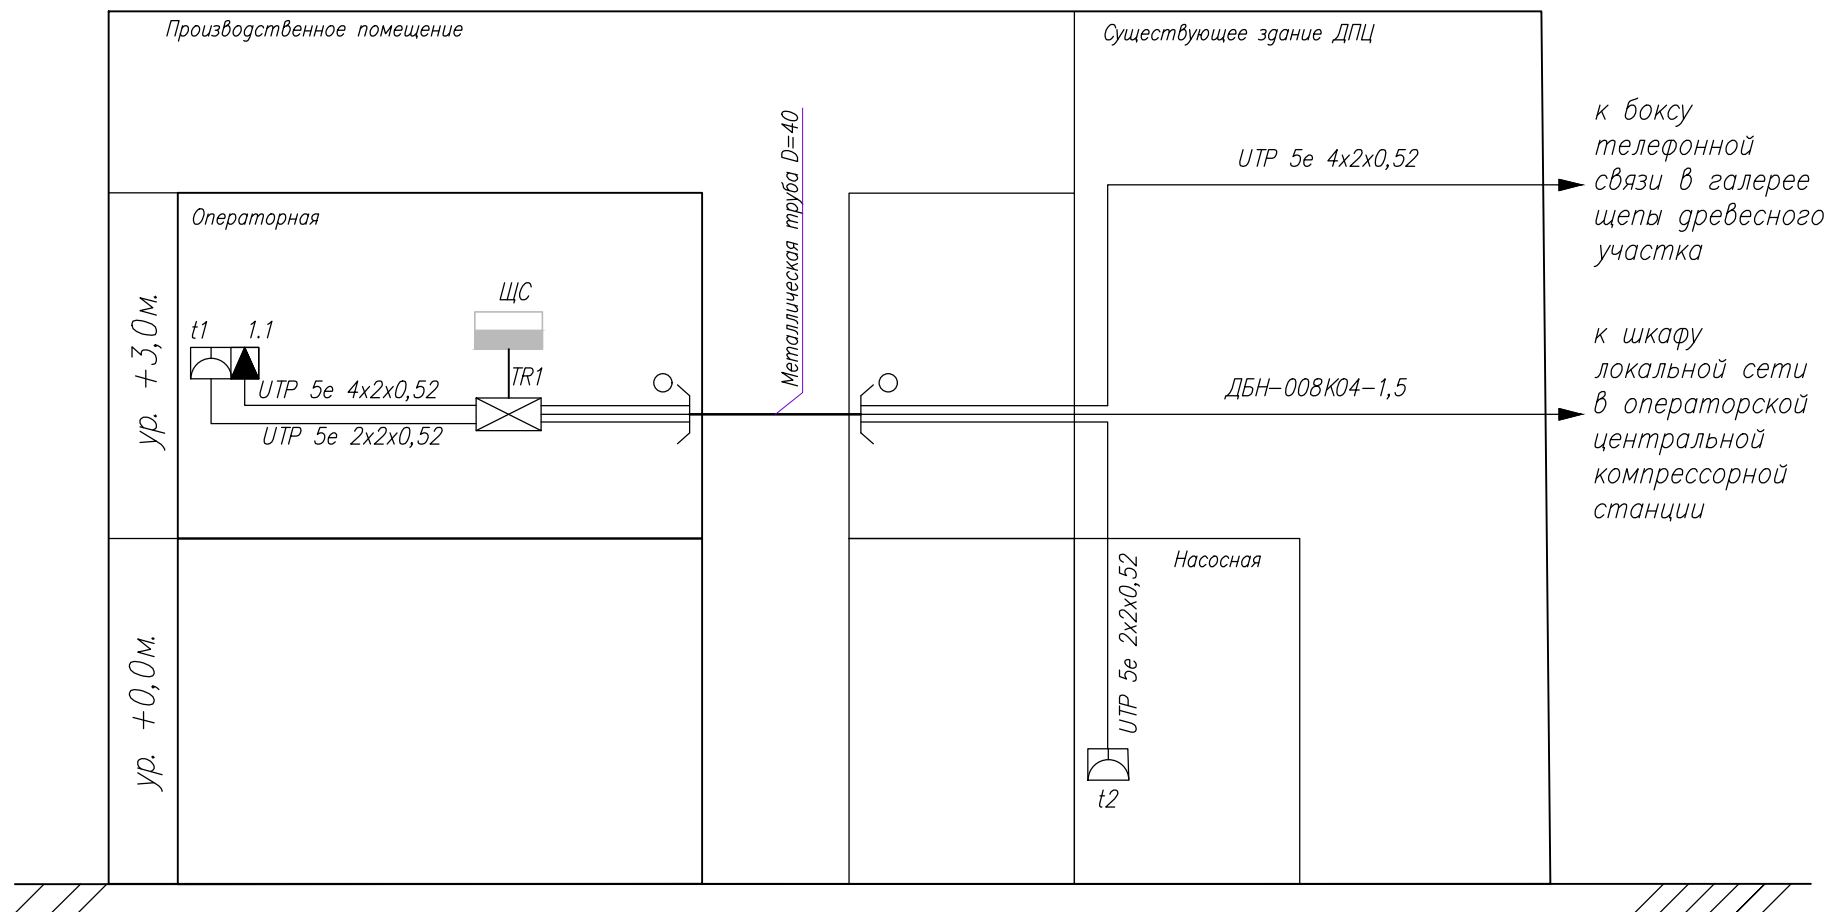 Производственное помещение
Существующее здание ДПЦ
к боксу
телефонной
связи в галерее
щепы древесного
участка
UTP 5e 4x2x0,52
Металлическая труба D=40
Операторная
ЩС
t1
1.1
TR1
UTP 5e 4x2x0,52
UTP 5e 2x2x0,52
ДБН-008К04-1,5
к шкафу
локальной сети
в операторской
центральной
компрессорной
станции
ур. +3,0м.
Насосная
UTP 5e 2x2x0,52
ур. +0,0м.
t2